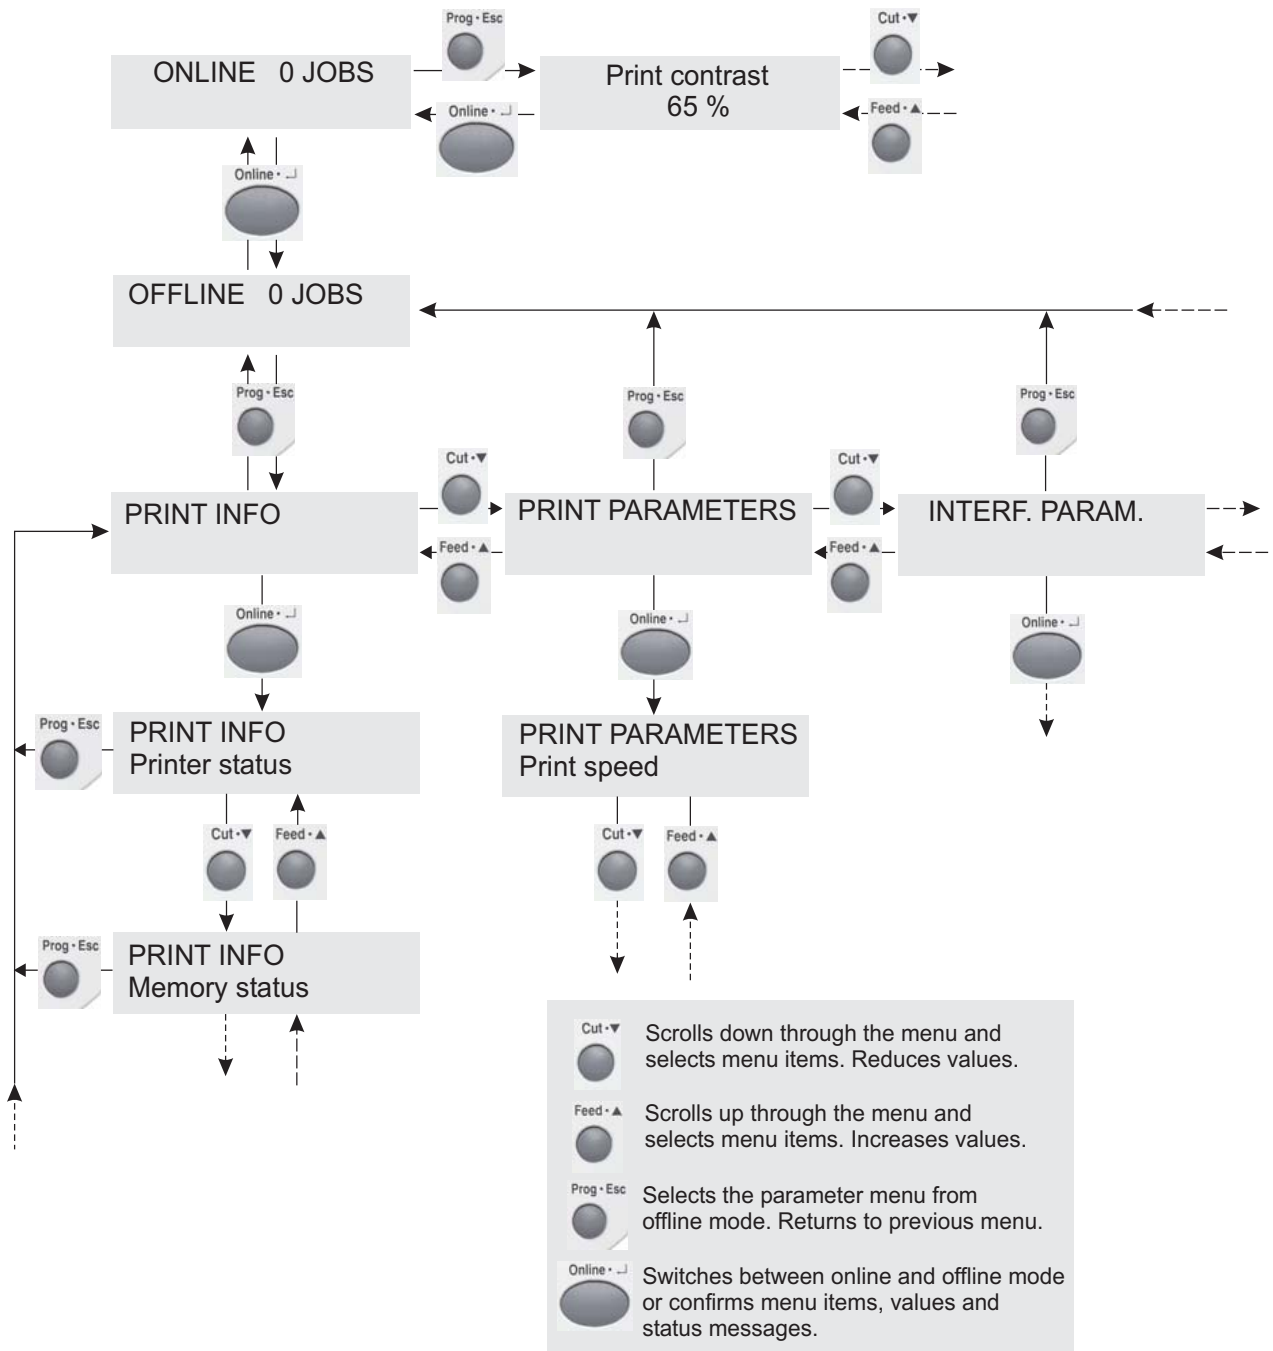 Prog • Esc
Cut •▼
ONLINE 0 JOBS
Print contrast
65 %
Online • ↵
Feed • ▲
Online • ↵
OFFLINE 0 JOBS
Prog • Esc
Prog • Esc
Prog • Esc
Cut •▼
Cut •▼
PRINT INFO
PRINT PARAMETERS
INTERF. PARAM.
Feed • ▲
Feed • ▲
Online • ↵
Online • ↵
Online • ↵
Prog • Esc
PRINT INFO
Printer status
PRINT PARAMETERS
Print speed
Cut •▼
Feed • ▲
Cut •▼
Feed • ▲
Prog • Esc
PRINT INFO
Memory status
Cut •▼
Scrolls down through the menu and
selects menu items. Reduces values.
Feed • ▲
Scrolls up through the menu and
selects menu items. Increases values.
Prog • Esc
Selects the parameter menu from
offline mode. Returns to previous menu.
Online • ↵
Switches between online and offline mode
or confirms menu items, values and
status messages.